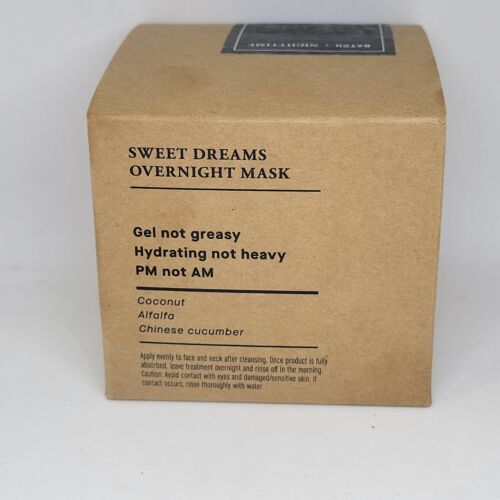 BATCH | NIGHTTIME
SWEET DREAMS
OVERNIGHT MASK
Gel not greasy
Hydrating not heavy
PM not AM
Coconut
Alfalfa
Chinese cucumber
Apply evenly to face and neck after cleansing. Once product is fully
absorbed, leave treatment overnight and rinse off in the morning.
Caution: Avoid contact with eyes and damaged/sensitive skin. If
contact occurs, rinse thoroughly with water.